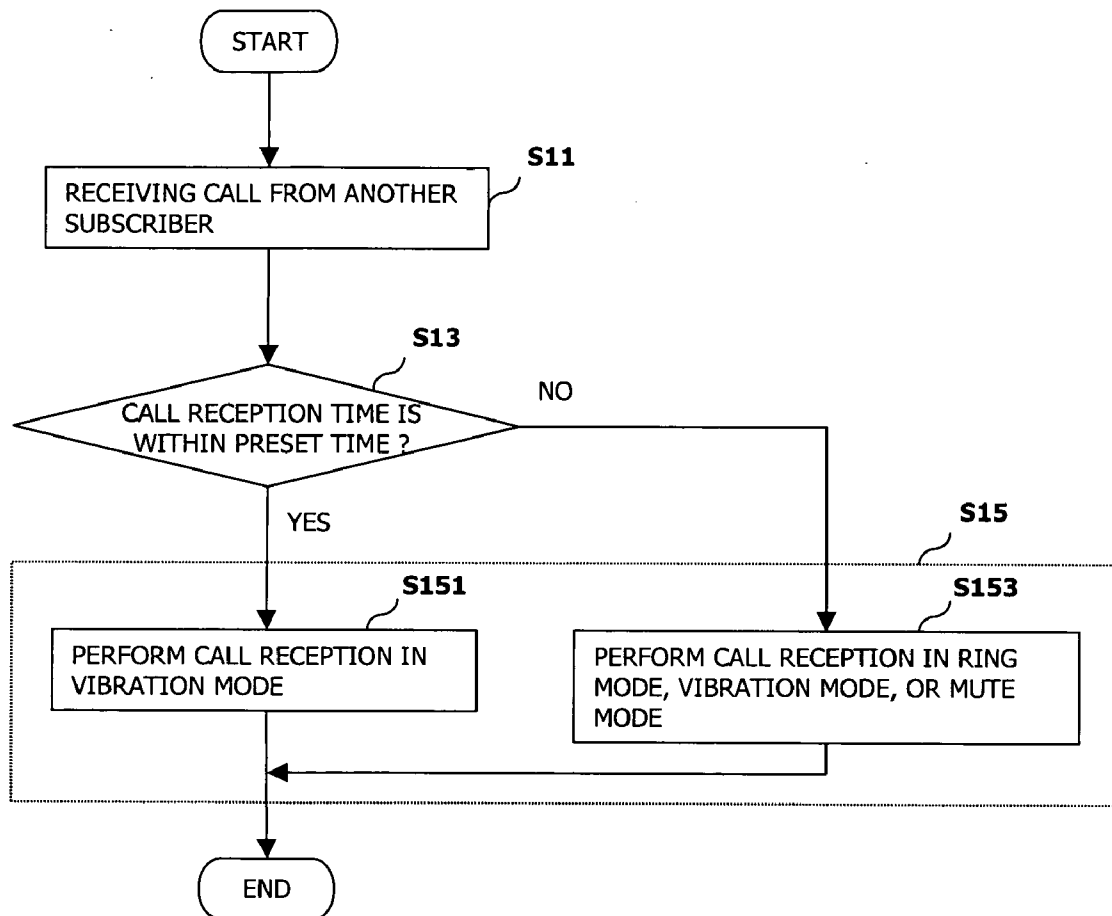 START
S11
RECEIVING CALL FROM ANOTHER
SUBSCRIBER
S13
CALL RECEPTION TIME IS
WITHIN PRESET TIME ?
NO
YES
S15
S151
PERFORM CALL RECEPTION IN
VIBRATION MODE
S153
PERFORM CALL RECEPTION IN RING
MODE, VIBRATION MODE, OR MUTE
MODE
END